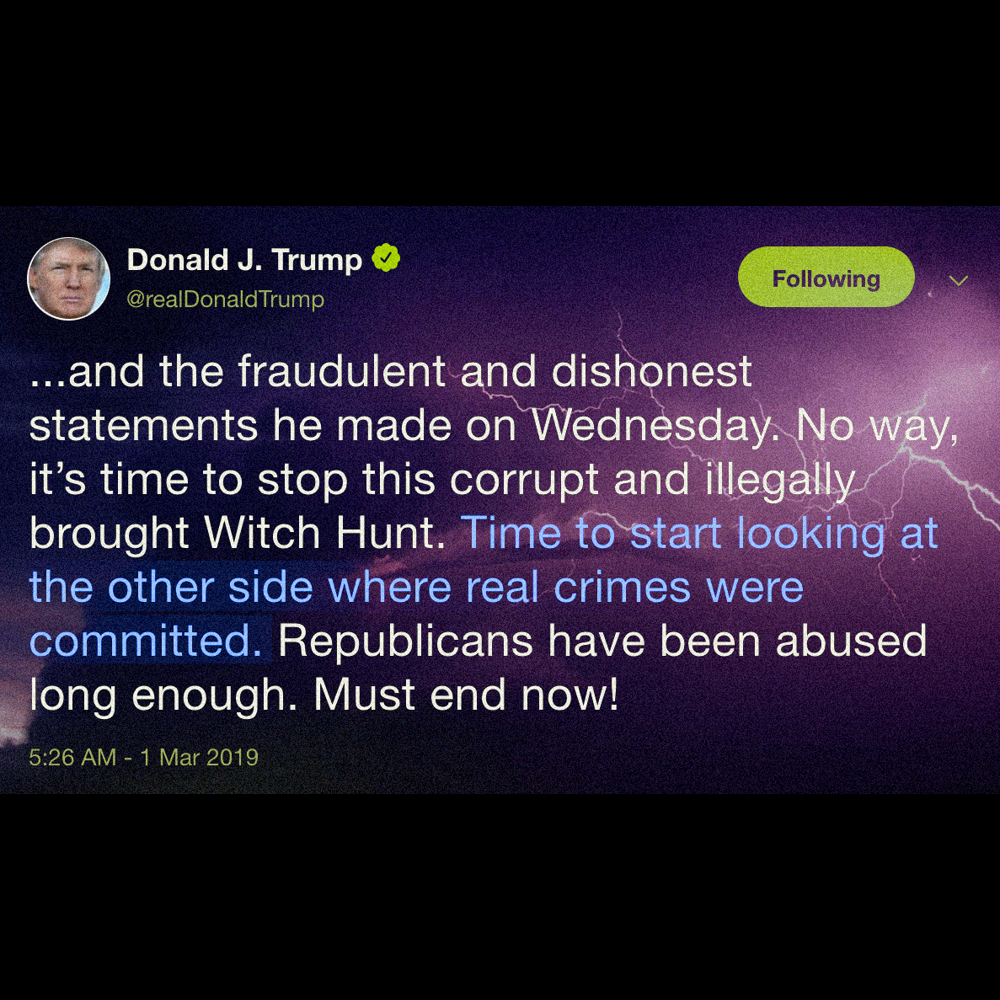 Donald J. Trump
@realDonaldTrump
Following
...and the fraudulent and dishonest
statements he made on Wednesday. No way,
it’s time to stop this corrupt and illegally
brought Witch Hunt. Time to start looking at
the other side where real crimes were
committed. Republicans have been abused
long enough. Must end now!
5:26 AM - 1 Mar 2019